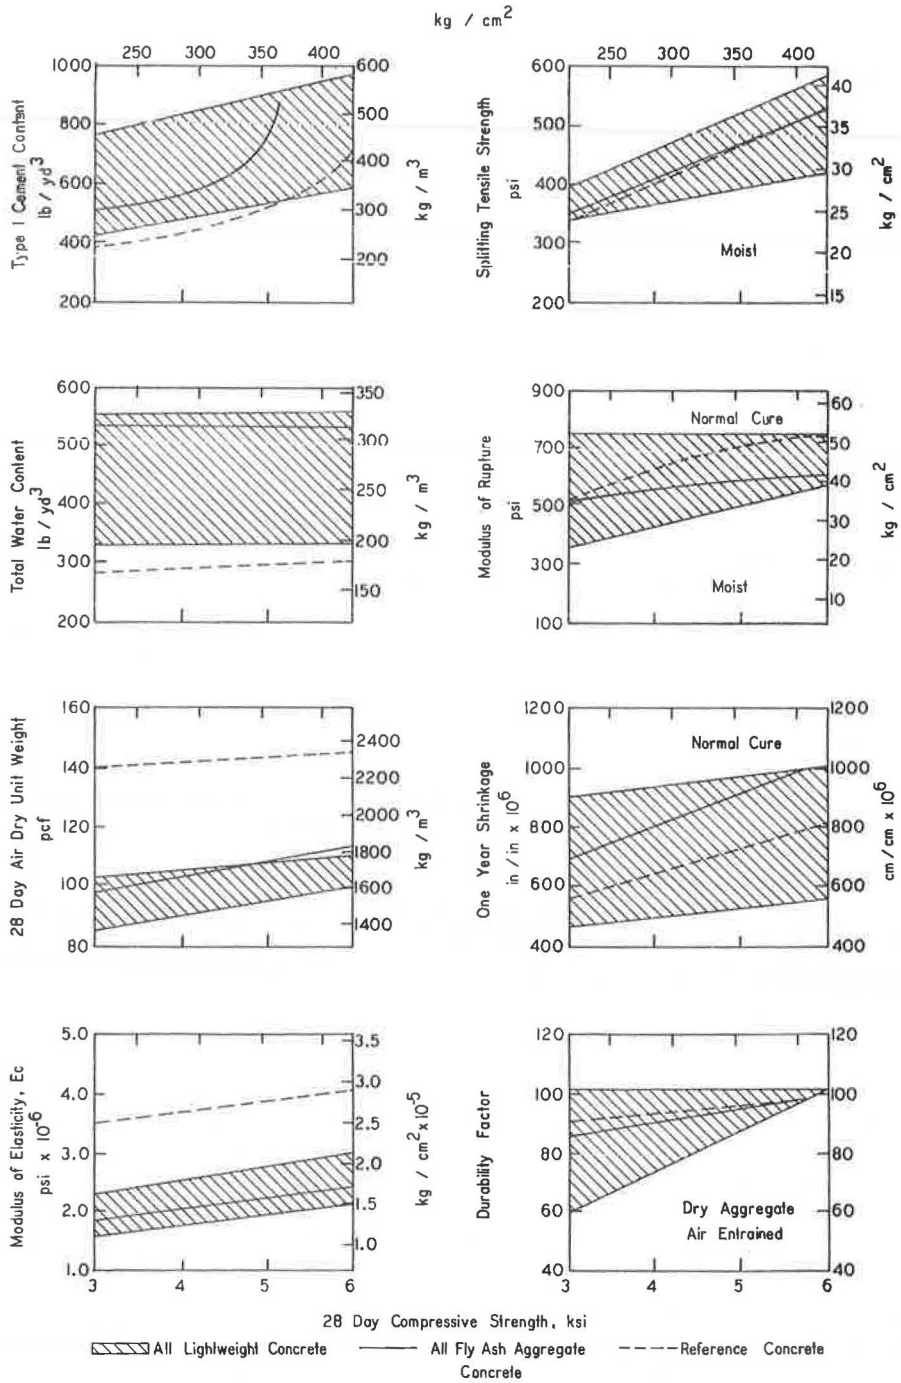 kg / cm2
250 300 350 400
250 300 350 400
1000
800
600
400
200
Type I Cement Content
lb / yd3
600
500
400
300
200
kg / m3
600
500
400
300
200
Splitting Tensile Strength
psi
40
35
30
25
20
15
kg / cm2
Moist
600
500
400
300
200
Total Water Content
lb / yd3
350
300
250
200
150
kg / m3
900
700
500
300
100
Modulus of Rupture
psi
60
50
40
30
20
10
kg / cm2
Normal Cure
Moist
160
140
120
100
80
28 Day Air Dry Unit Weight
pcf
2400
2200
2000
1800
1600
1400
kg / m3
1200
1000
800
600
400
One Year Shrinkage
in / in x 106
1200
1000
800
600
400
cm / cm x 106
Normal Cure
5.0
4.0
3.0
2.0
1.0
Modulus of Elasticity, Ec
psi x 10-6
3.5
3.0
2.5
2.0
1.5
1.0
kg / cm2 x 10-5
3 4 5 6
120
100
80
60
40
Durability Factor
120
100
80
60
40
Dry Aggregate
Air Entrained
3 4 5 6
28 Day Compressive Strength, ksi
All Lightweight Concrete
All Fly Ash Aggregate
Concrete
Reference Concrete